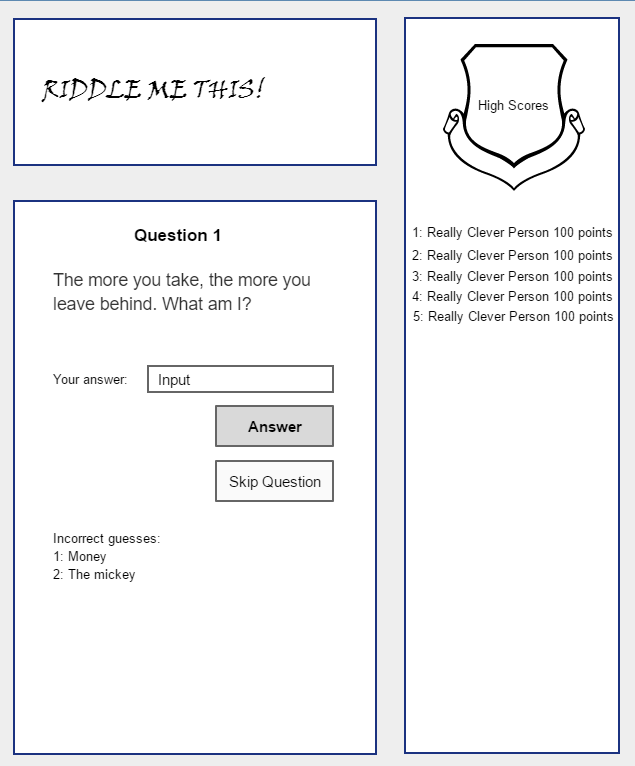 RIDDLE ME THIS!
Question 1
The more you take, the more you
leave behind. What am I?
Your answer:
Input
Answer
Skip Question
Incorrect guesses:
1: Money
2: The mickey
High Scores
1: Really Clever Person 100 points
2: Really Clever Person 100 points
3: Really Clever Person 100 points
4: Really Clever Person 100 points
5: Really Clever Person 100 points